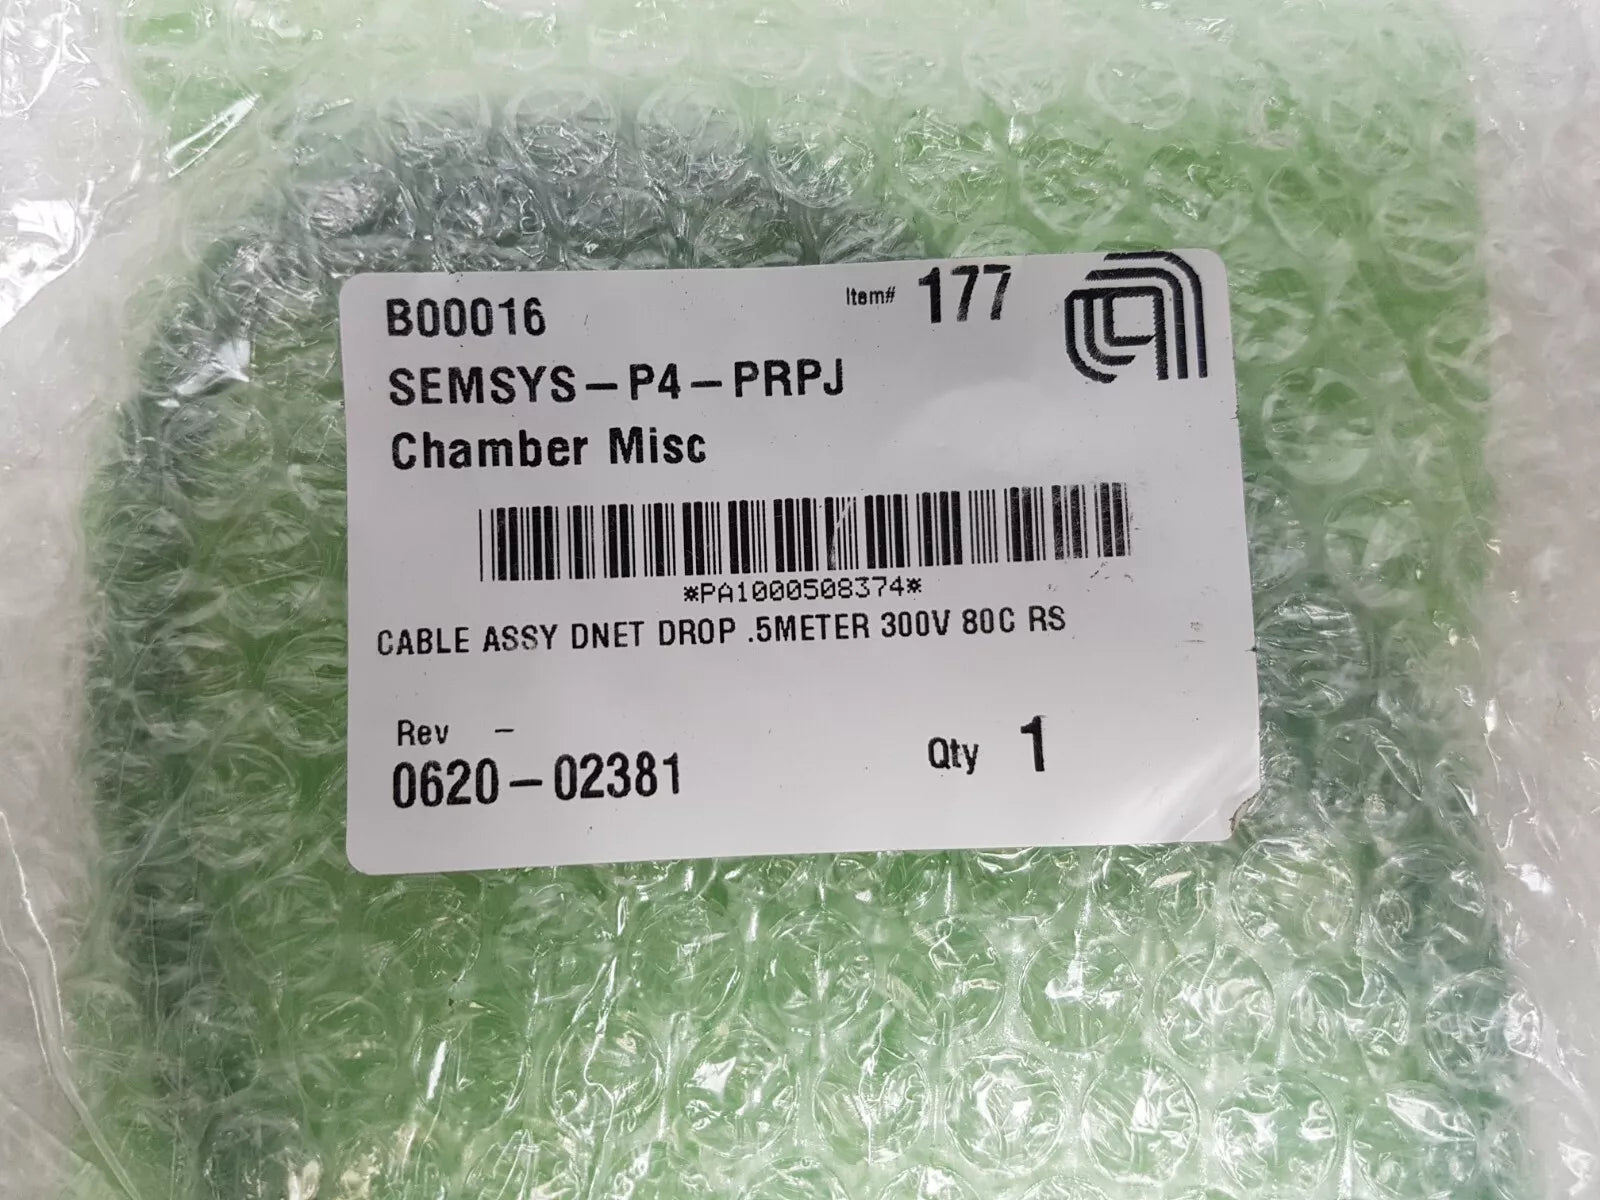 B00016 Item# 177
SEMSYS-P4-PRPJ
Chamber Misc
*PA1000508374*
CABLE ASSY DNET DROP .5METER 300V 80C RS
Rev -
0620-02381 Qty 1